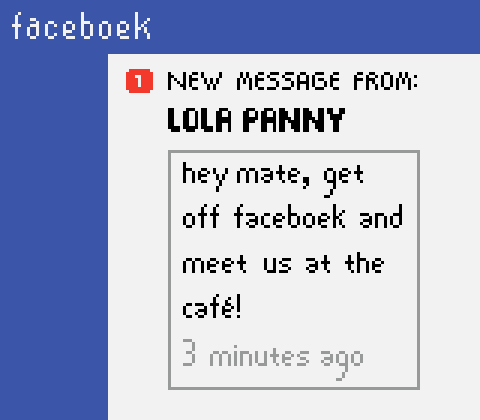 faceboek
1 NEW MESSAGE FROM:
LOLA PANNY
hey mate, get
off faceboek and
meet us at the
café!
3 minutes ago